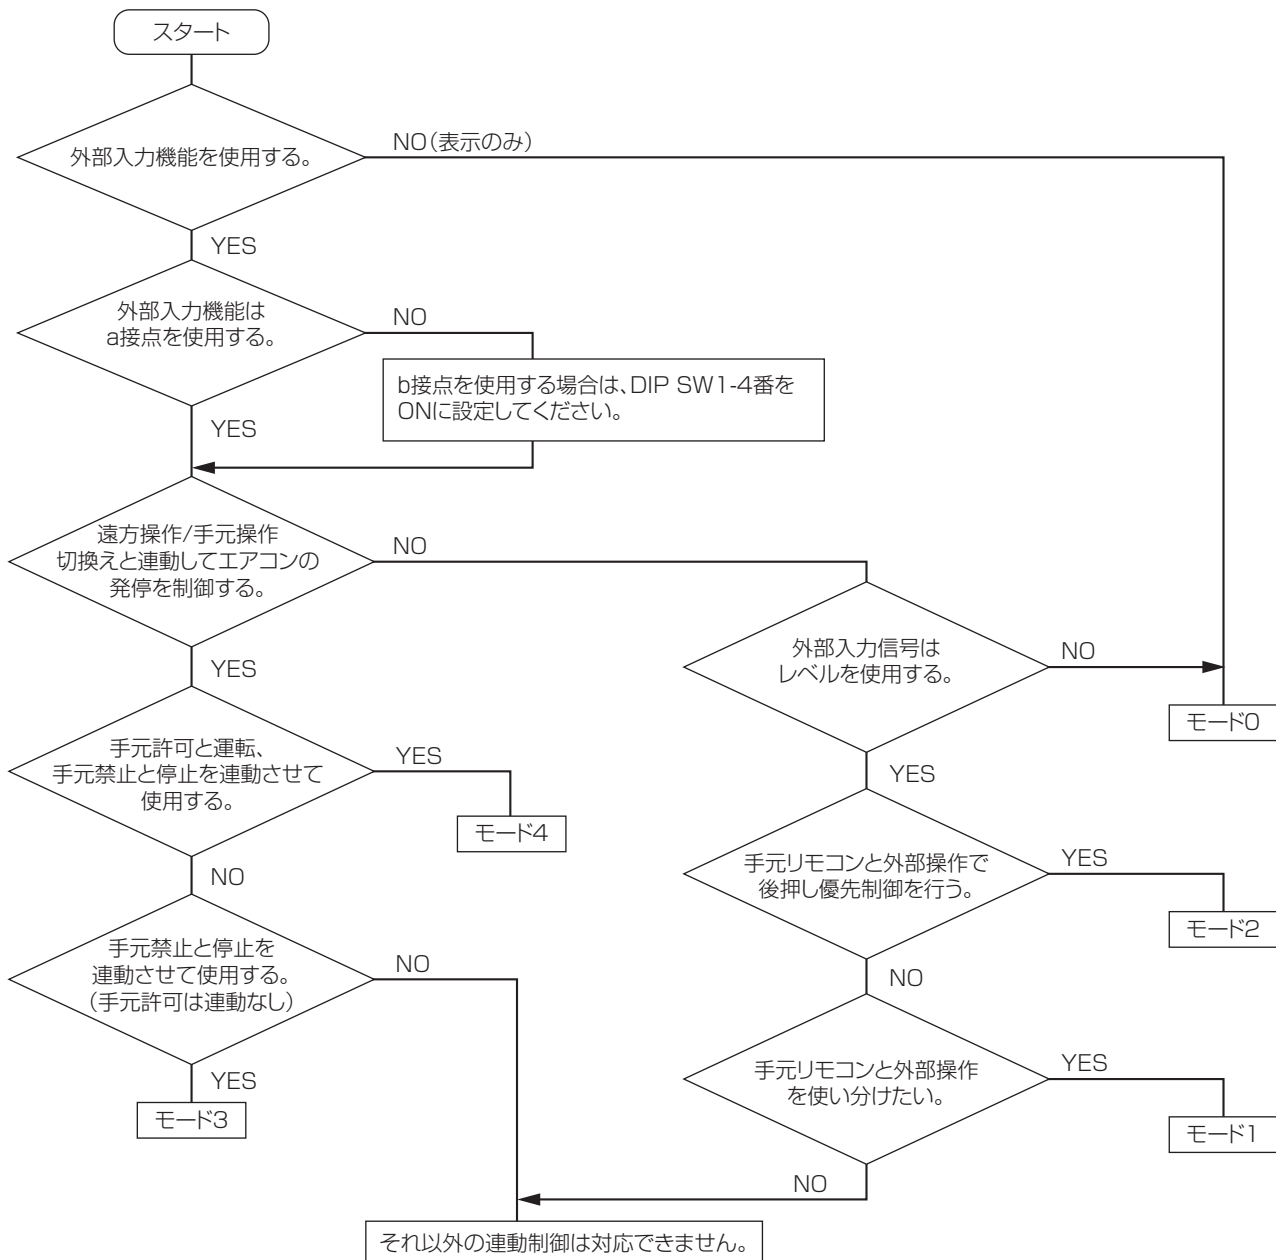 スタート
外部入力機能を使用する。
NO(表示のみ)
YES
外部入力機能は
a接点を使用する。
NO
b接点を使用する場合は、DIP SW1-4番を
ONに設定してください。
YES
遠方操作/手元操作
切換えと連動してエアコンの
発停を制御する。
NO
YES
外部入力信号は
レベルを使用する。
NO
モード0
YES
手元許可と運転、
手元禁止と停止を連動させて
使用する。
YES
モード4
NO
手元リモコンと外部操作で
後押し優先制御を行う。
YES
モード2
NO
手元禁止と停止を
連動させて使用する。
(手元許可は連動なし)
NO
YES
モード3
手元リモコンと外部操作
を使い分けたい。
YES
モード1
NO
それ以外の連動制御は対応できません。